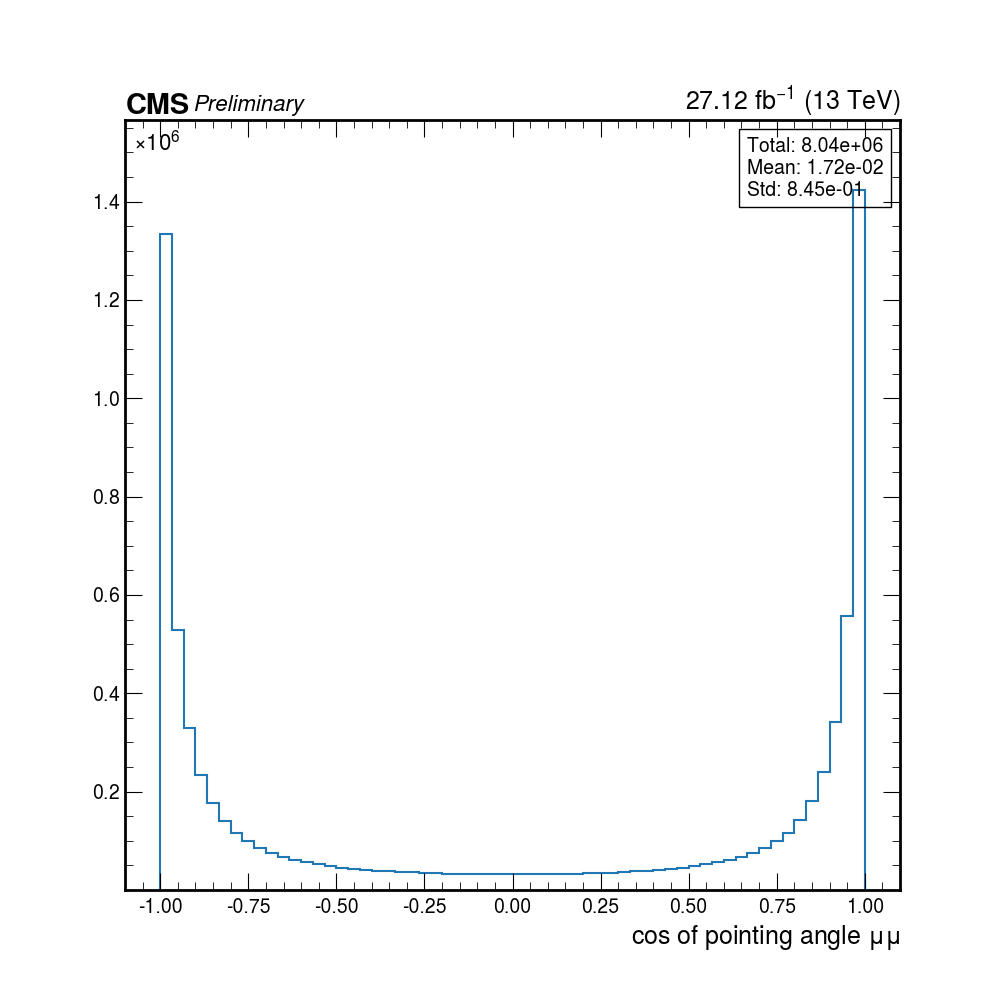 CMS Preliminary
27.12 fb⁻¹ (13 TeV)
×10⁶
Total: 8.04e+06
Mean: 1.72e-02
Std: 8.45e-01
1.4
1.2
1.0
0.8
0.6
0.4
0.2
-1.00 -0.75 -0.50 -0.25 0.00 0.25 0.50 0.75 1.00
cos of pointing angle μμ